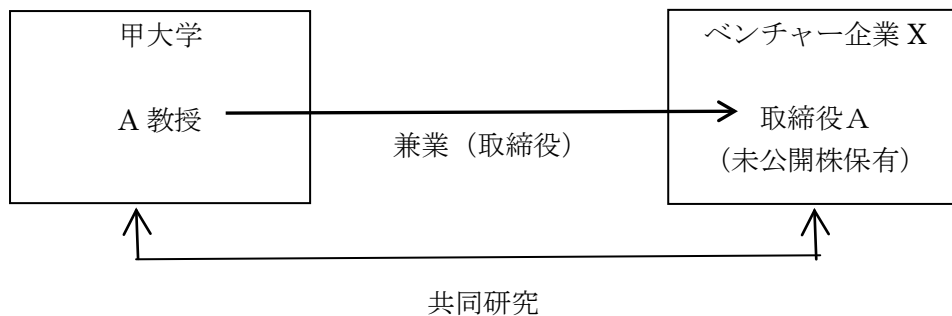 甲大学
A 教授
兼業（取締役）
ベンチャー企業 X
取締役Ａ
（未公開株保有）
共同研究